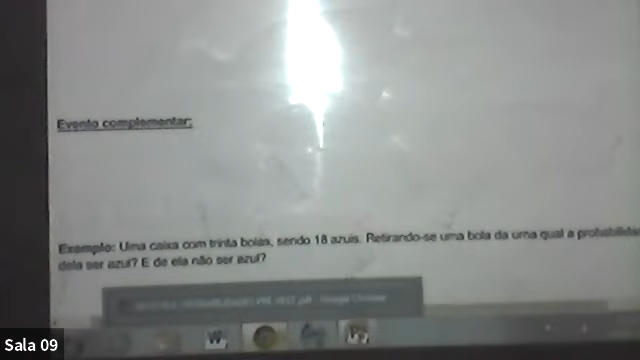 Evento complementar:
Exemplo: Uma caixa com trinta bolas, sendo 18 azuis. Retirando-se uma bola da urna qual a probabilidade
dela ser azul? E de ela não ser azul?
Sala 09